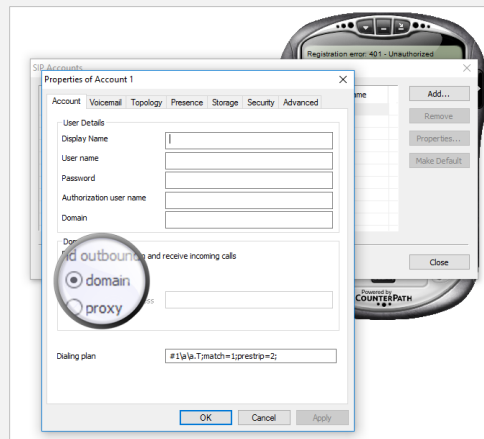 Registration error: 401 - Unauthorized
SIP Accounts
Properties of Account 1
Account Voicemail Topology Presence Storage Security Advanced
Add...
Remove
Properties...
Make Default
User Details
Display Name
User name
Password
Authorization user name
Domain
and receive incoming calls
domain
proxy
Dialing plan #1\a\a.T;match=1;prestrip=2;
Close
Powered by
COUNTERPATH
OK Cancel Apply